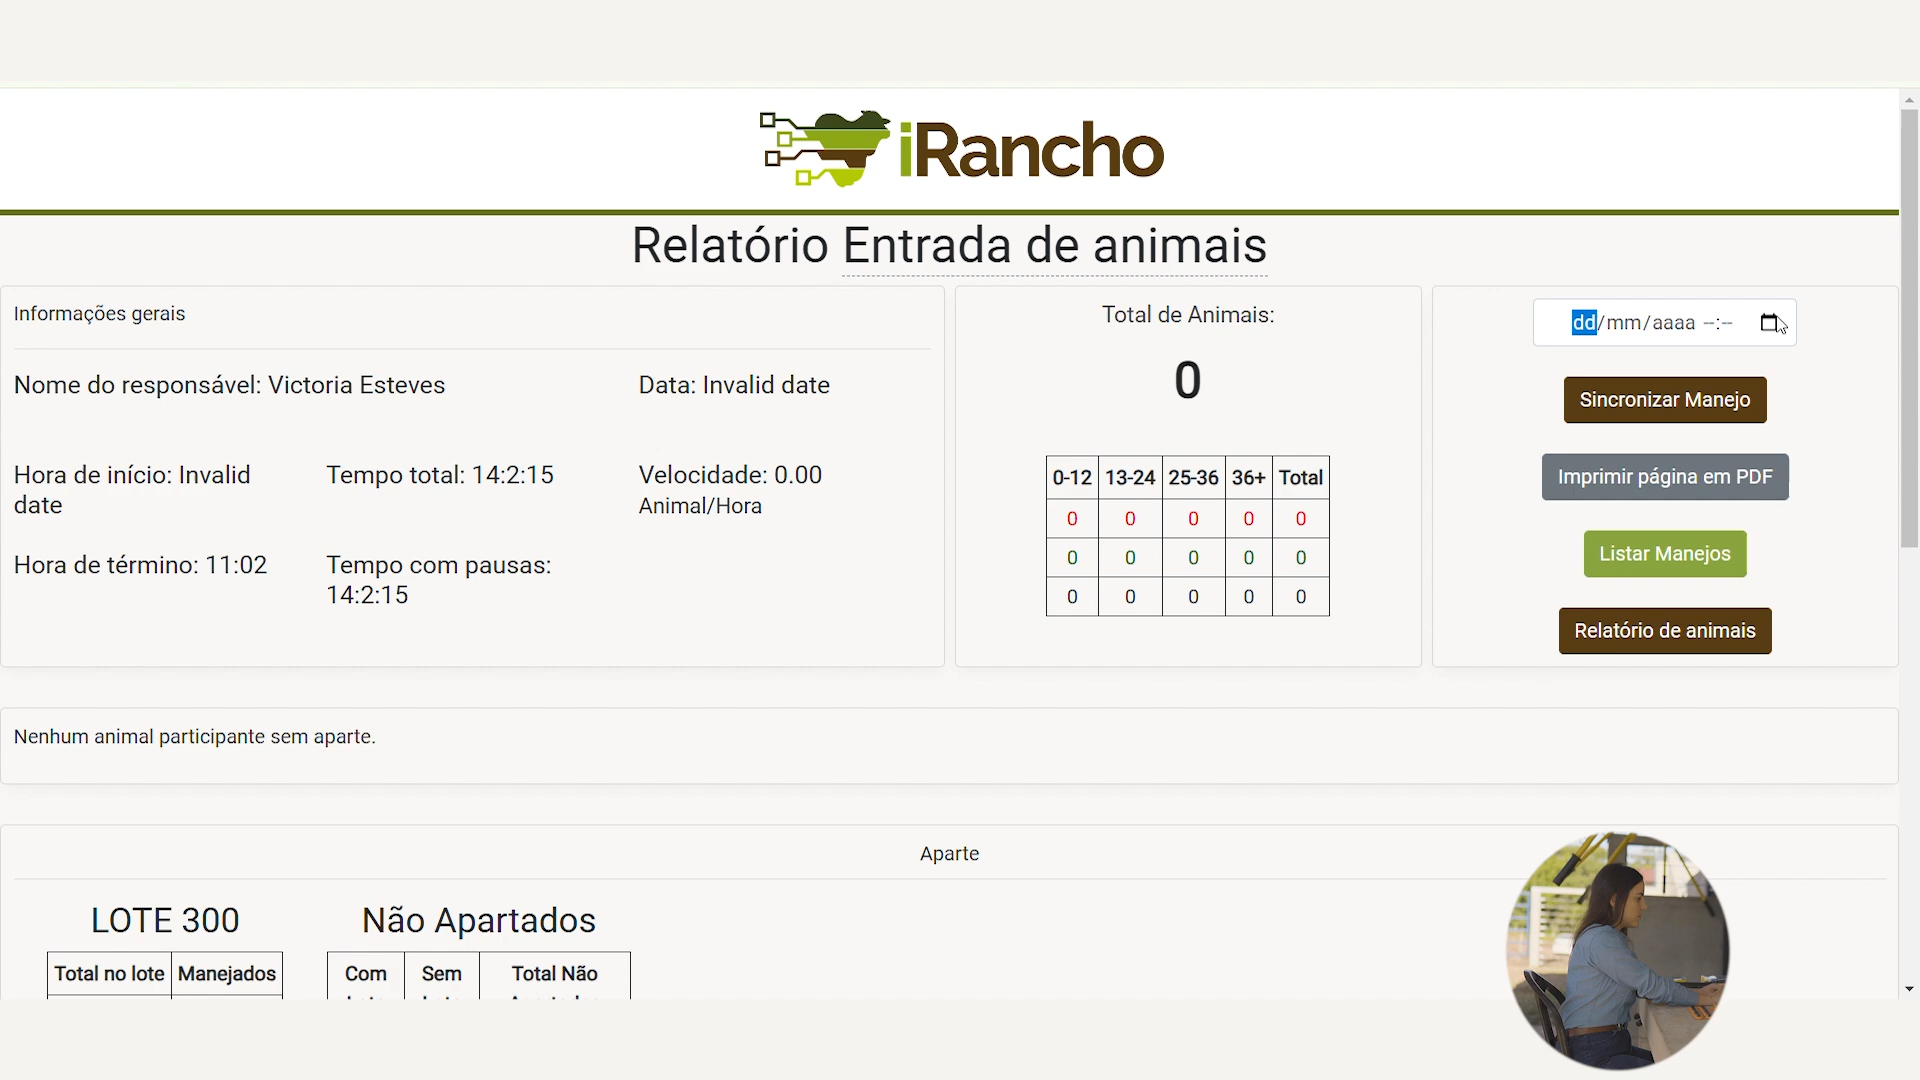 iRancho
Relatório Entrada de animais
Informações gerais
Nome do responsável: Victoria Esteves
Data: Invalid date
Hora de início: Invalid
date
Tempo total: 14:2:15
Velocidade: 0.00
Animal/Hora
Hora de término: 11:02
Tempo com pausas:
14:2:15
Total de Animais:
0
0-12 13-24 25-36 36+ Total
0 0 0 0 0
0 0 0 0 0
0 0 0 0 0
dd/mm/aaaa --:--
Sincronizar Manejo
Imprimir página em PDF
Listar Manejos
Relatório de animais
Nenhum animal participante sem aparte.
Aparte
LOTE 300
Total no lote Manejados
Não Apartados
Com Sem Total Não